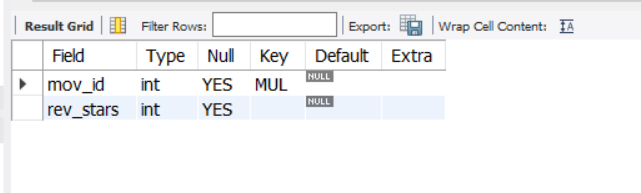 Result Grid Filter Rows: Export: Wrap Cell Content: IA
Field Type Null Key Default Extra
mov_id int YES MUL NULL
rev_stars int YES NULL